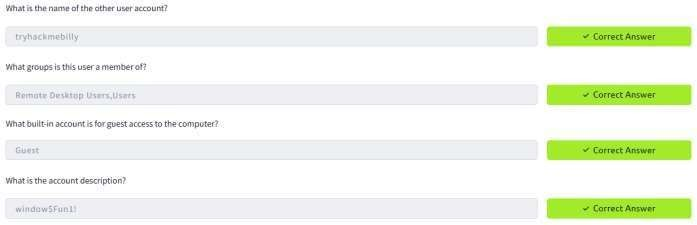 What is the name of the other user account?
tryhackmebilly
✓ Correct Answer
What groups is this user a member of?
Remote Desktop Users,Users
✓ Correct Answer
What built-in account is for guest access to the computer?
Guest
✓ Correct Answer
What is the account description?
window$Fun1!
✓ Correct Answer